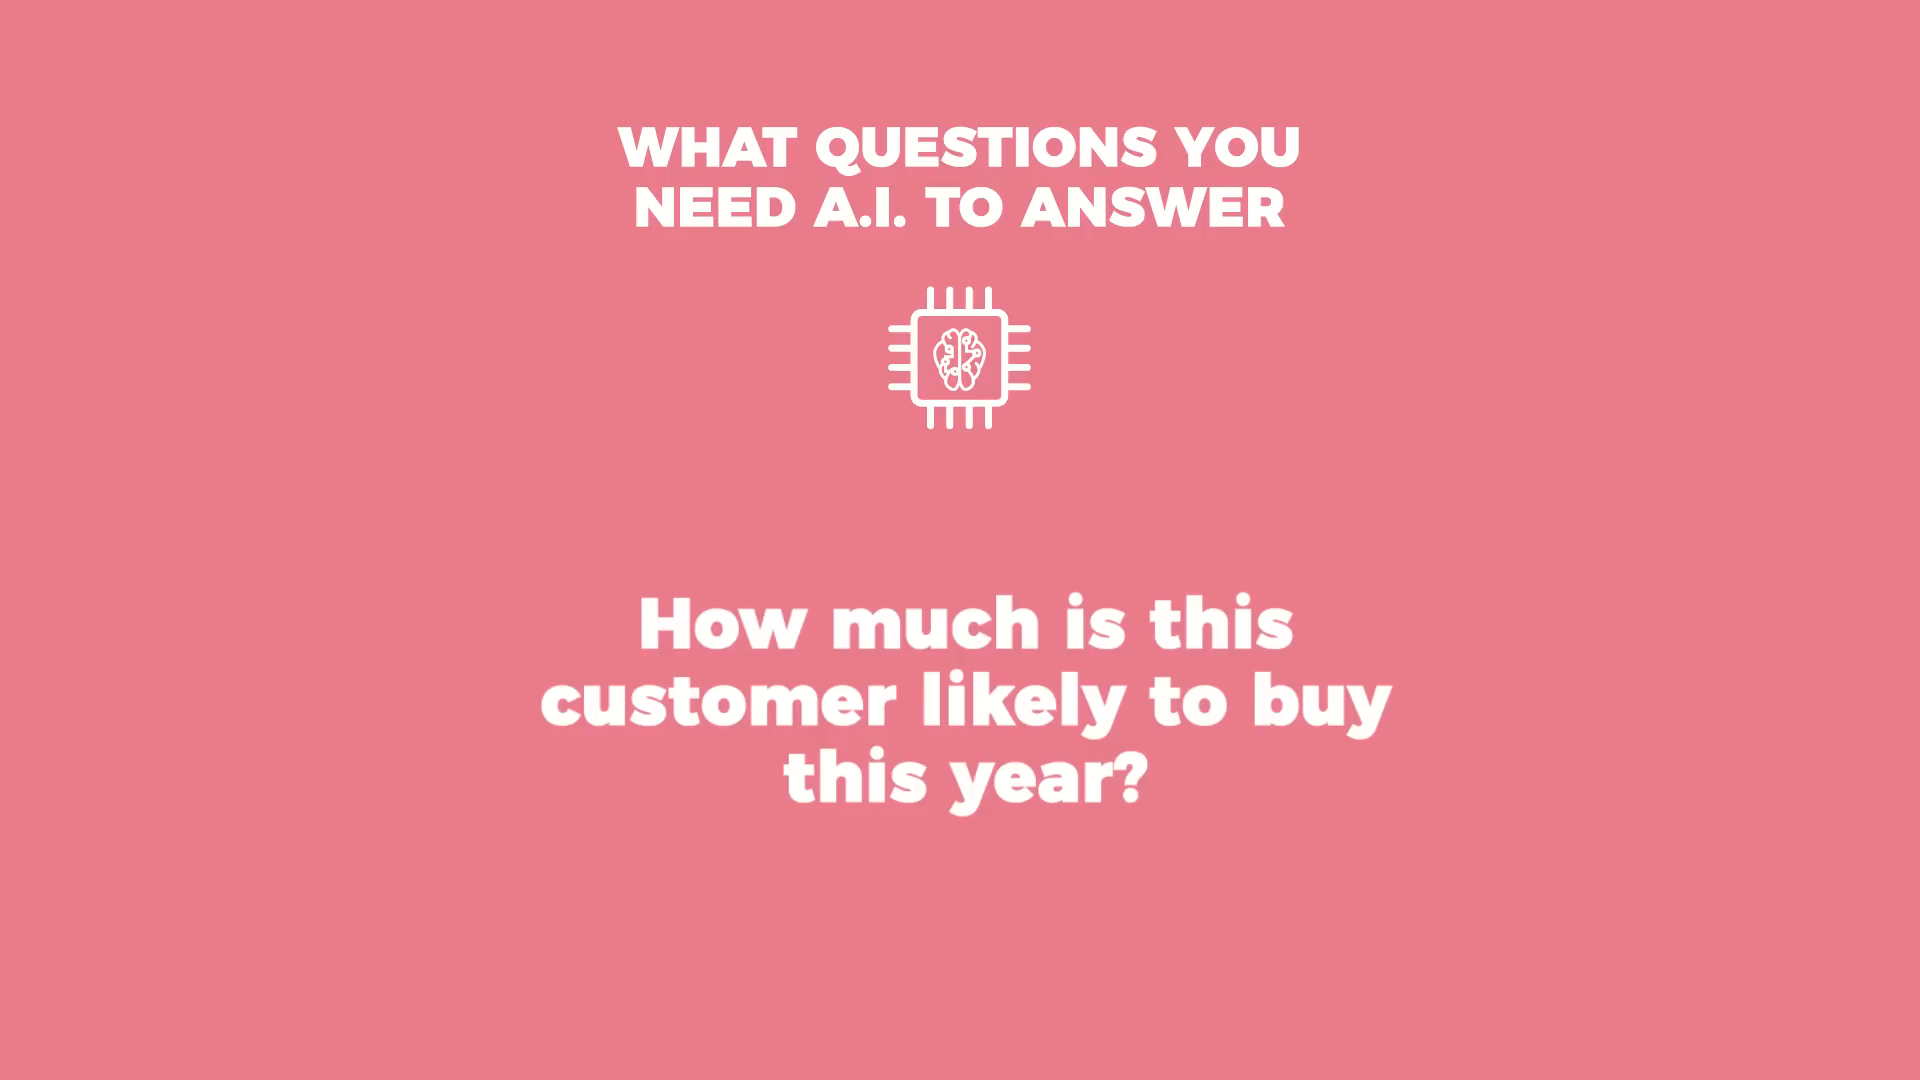 WHAT QUESTIONS YOU
NEED A.I. TO ANSWER
How much is this
customer likely to buy
this year?